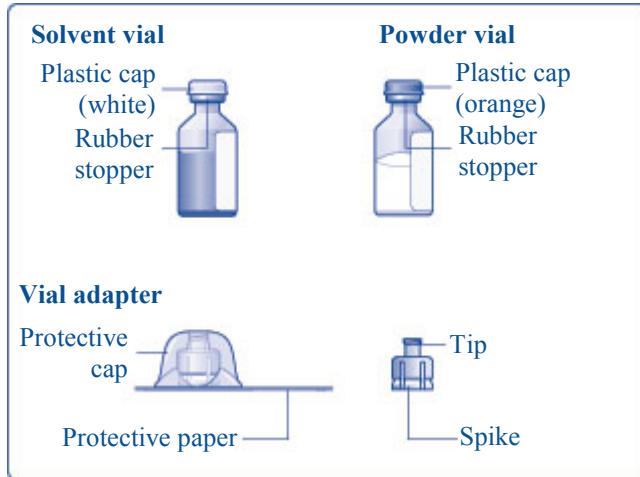 Solvent vial
Plastic cap
(white)
Rubber
stopper
Powder vial
Plastic cap
(orange)
Rubber
stopper
Vial adapter
Protective
cap
Protective paper
Tip
Spike